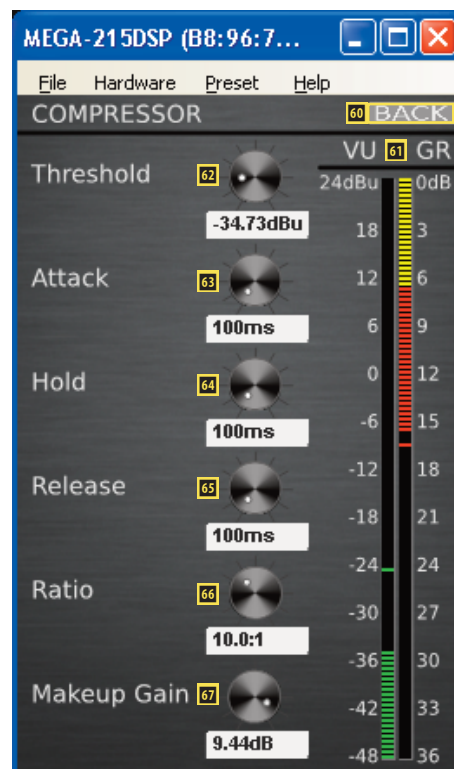 MEGA-215DSP (B8:96:7...
File Hardware Preset Help
COMPRESSOR 60 BACK
VU 61 GR
Threshold 62 24dBu 0dB
-34.73dBu 18 3
Attack 63 12 6
100ms 6 9
Hold 64 0 12
100ms -6 15
Release 65 -12 18
100ms -18 21
Ratio 66 -24 24
10.0:1 -30 27
-36 30
Makeup Gain 67 -42 33
9.44dB -48 36